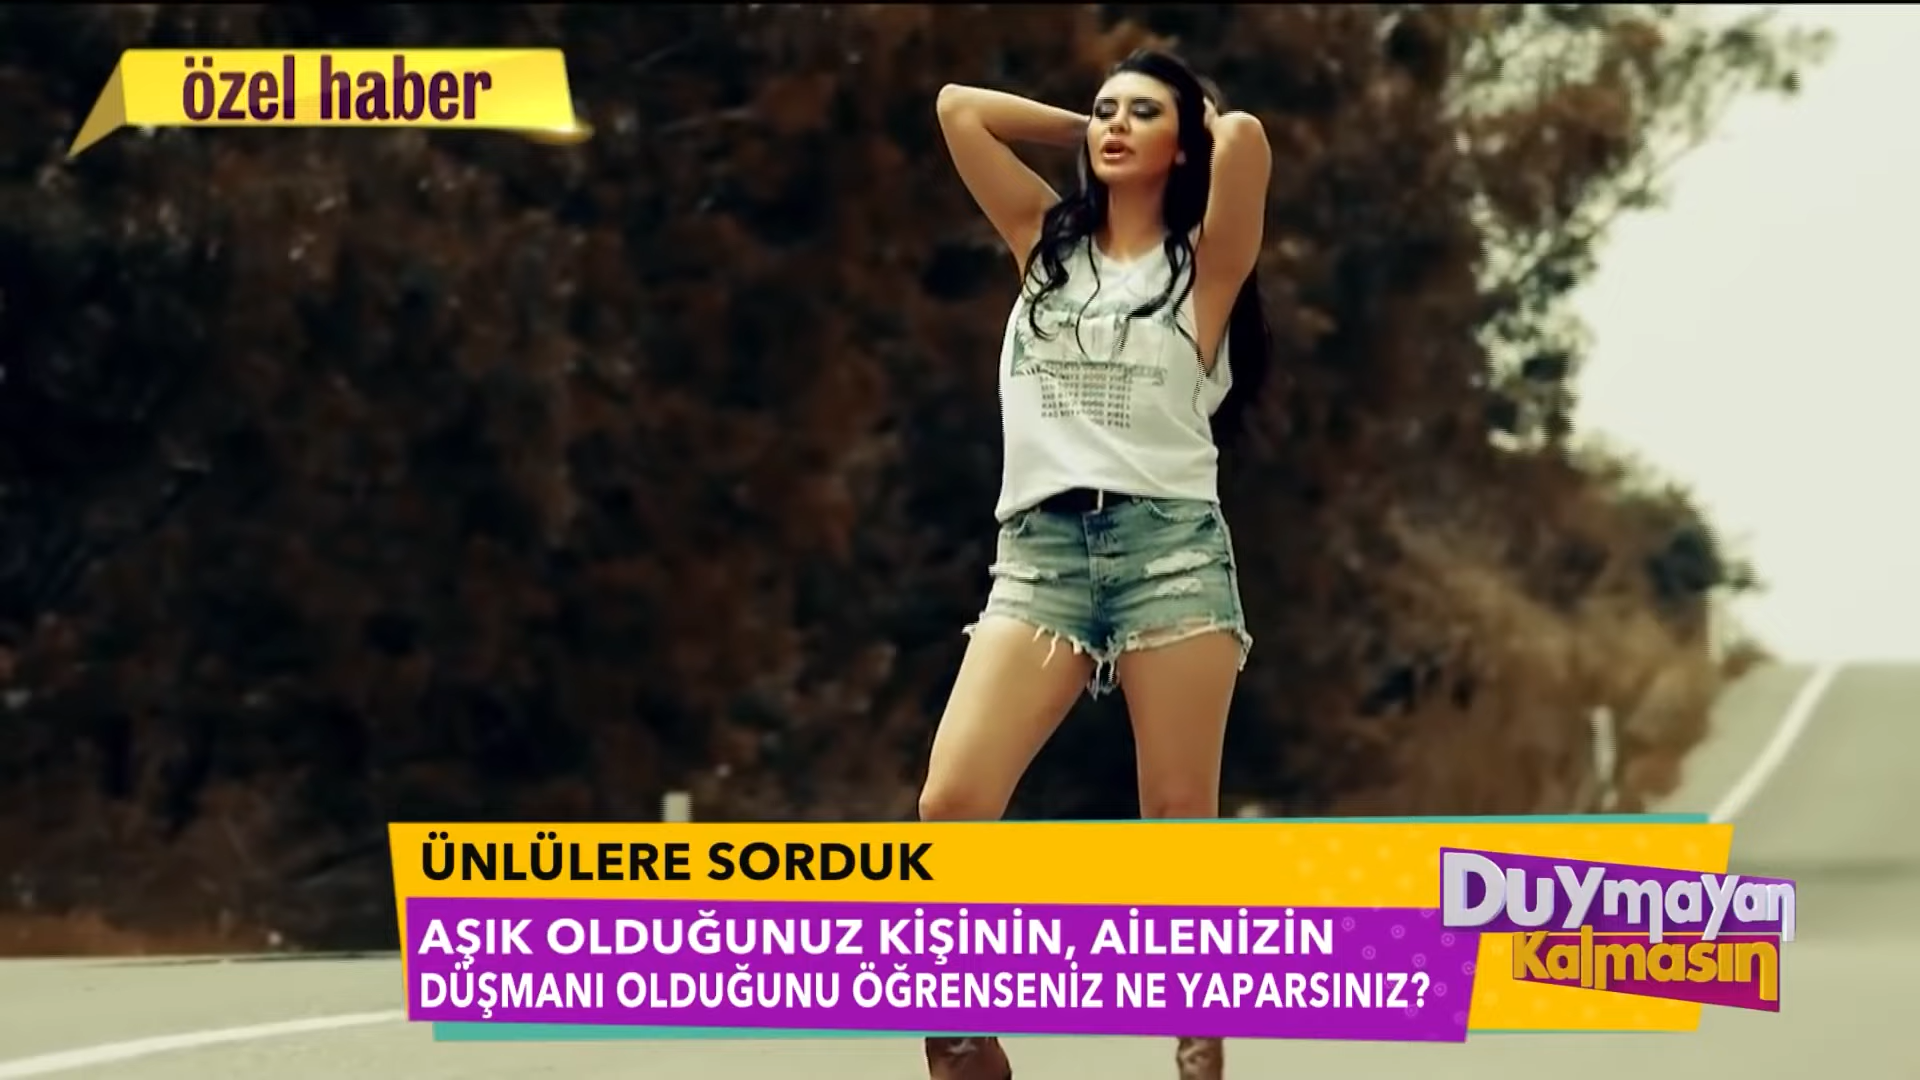 özel haber
ÜNLÜLERE SORDUK
AŞIK OLDUĞUNUZ KİŞİNİN, AİLENİZİN
DÜŞMANI OLDUĞUNU ÖĞRENSENİZ NE YAPARSINIZ?
Duymayan
Kalmasın